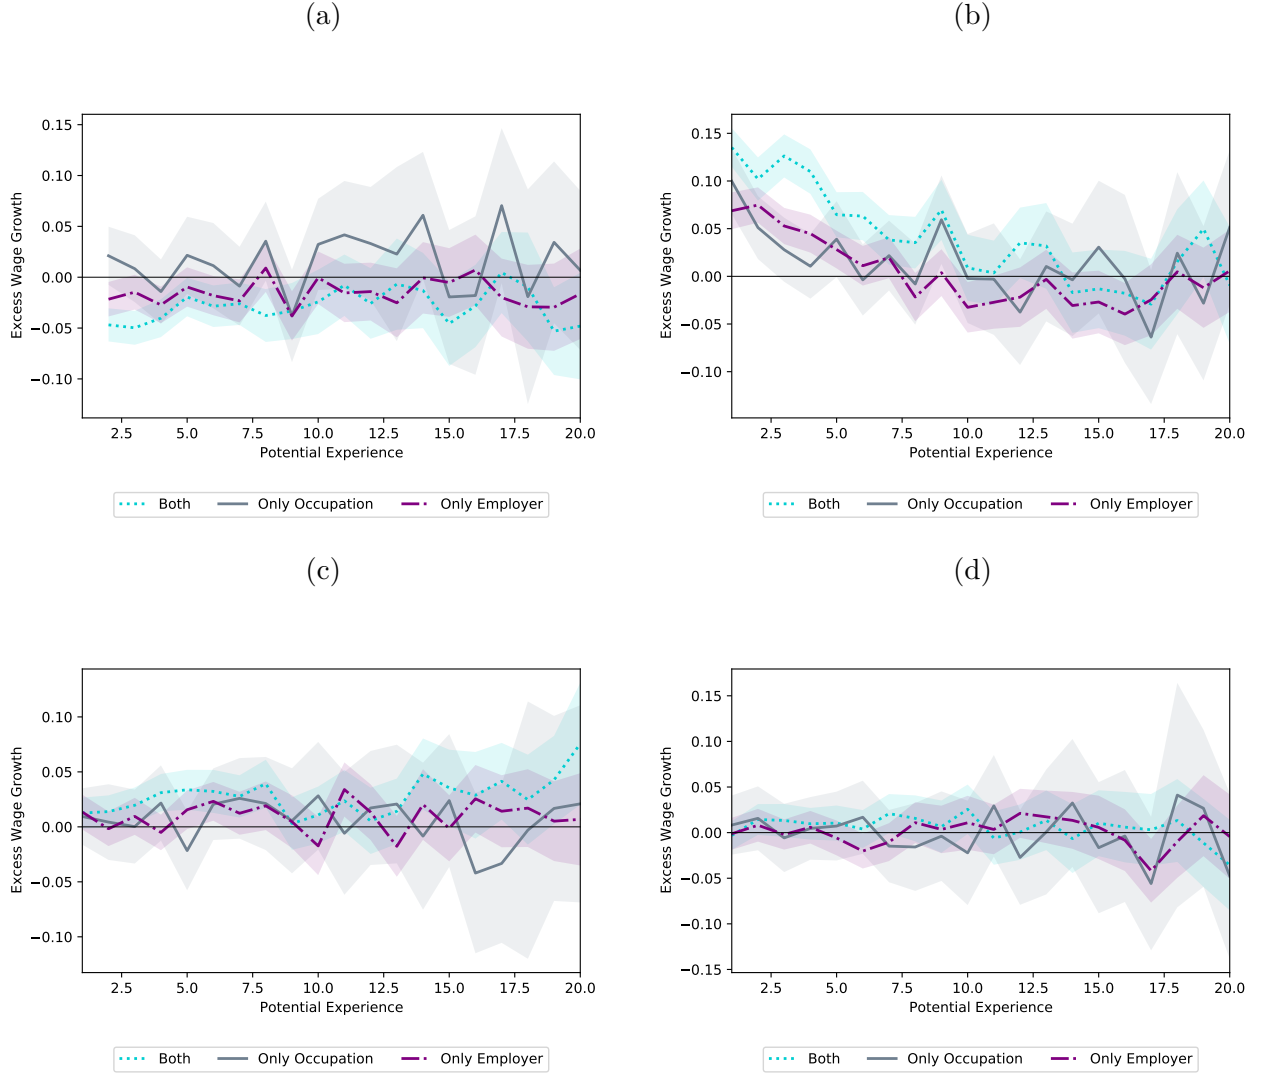 (a)
Excess Wage Growth
0.15
0.10
0.05
0.00
−0.05
−0.10
2.5 5.0 7.5 10.0 12.5 15.0 17.5 20.0
Potential Experience
Both Only Occupation Only Employer
(b)
Excess Wage Growth
0.15
0.10
0.05
0.00
−0.05
−0.10
2.5 5.0 7.5 10.0 12.5 15.0 17.5 20.0
Potential Experience
Both Only Occupation Only Employer
(c)
Excess Wage Growth
0.10
0.05
0.00
−0.05
−0.10
2.5 5.0 7.5 10.0 12.5 15.0 17.5 20.0
Potential Experience
Both Only Occupation Only Employer
(d)
Excess Wage Growth
0.15
0.10
0.05
0.00
−0.05
−0.10
−0.15
2.5 5.0 7.5 10.0 12.5 15.0 17.5 20.0
Potential Experience
Both Only Occupation Only Employer